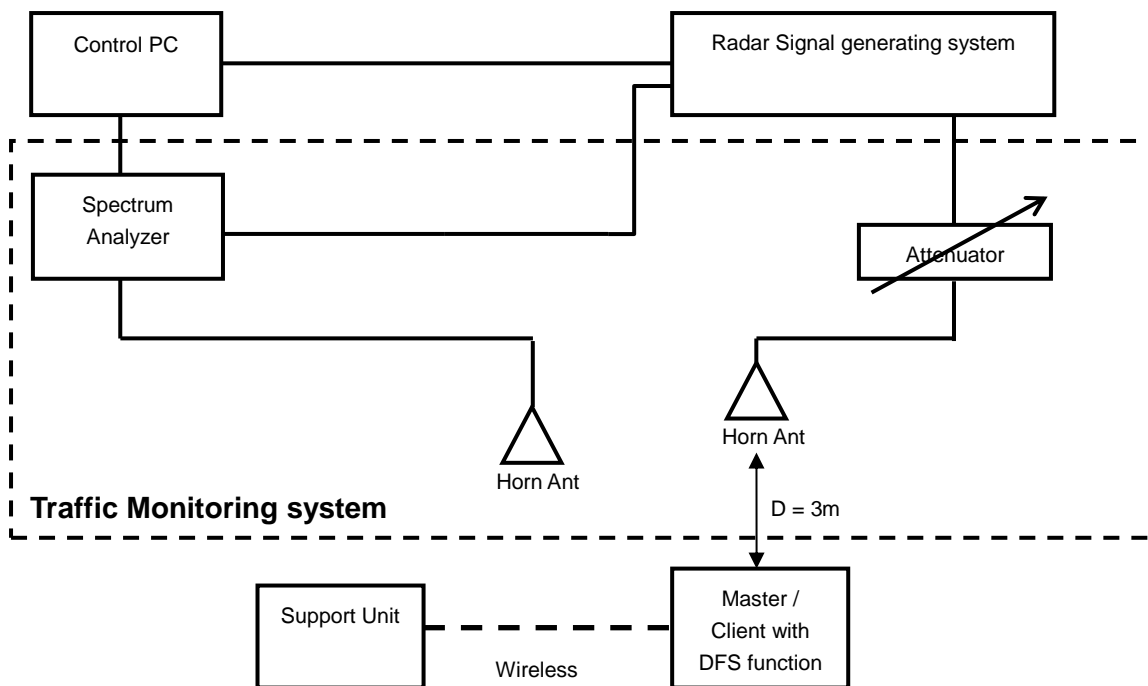 Control PC
Radar Signal generating system
Spectrum
Analyzer
Attenuator
Horn Ant
Horn Ant
Traffic Monitoring system
D = 3m
Support Unit
Wireless
Master /
Client with
DFS function